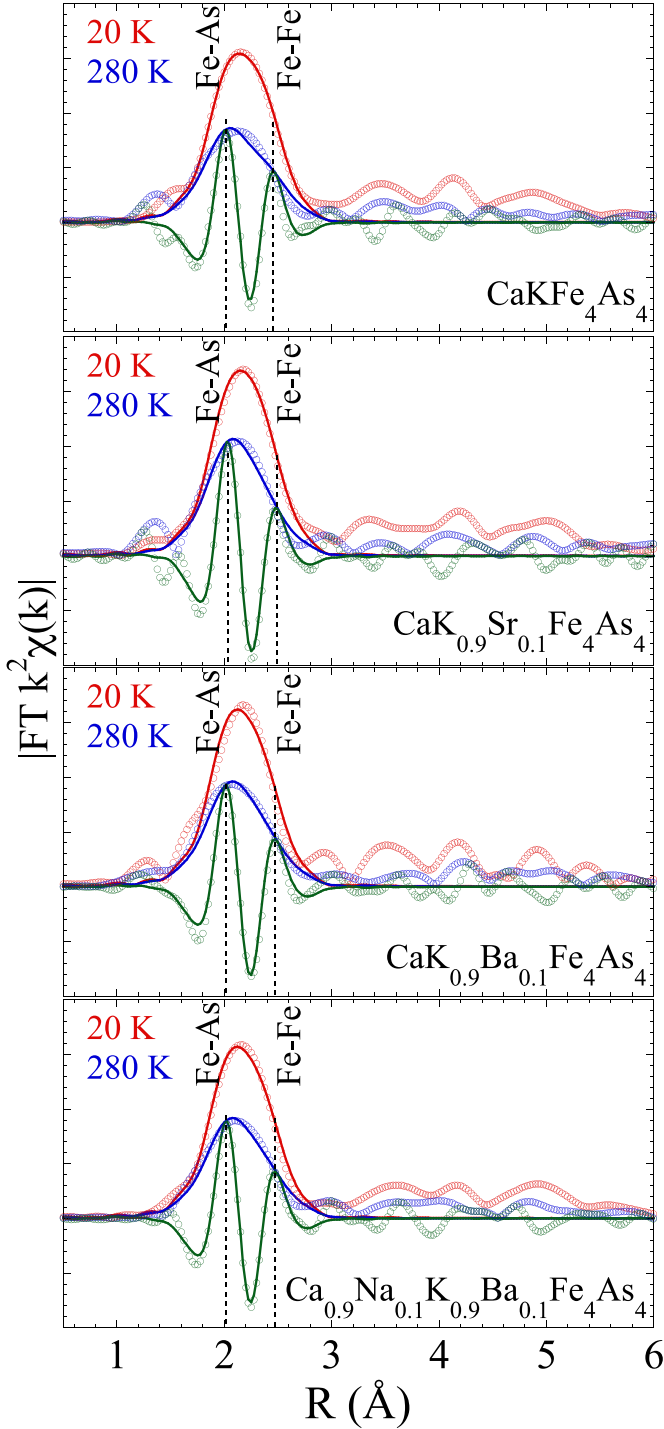 |FT k²χ(k)|
20 K
280 K
Fe-As
Fe-Fe
CaKFe₄As₄
20 K
280 K
Fe-As
Fe-Fe
CaK₀.₉Sr₀.₁Fe₄As₄
20 K
280 K
Fe-As
Fe-Fe
CaK₀.₉Ba₀.₁Fe₄As₄
20 K
280 K
Fe-As
Fe-Fe
Ca₀.₉Na₀.₁K₀.₉Ba₀.₁Fe₄As₄
1 2 3 4 5 6
R (Å)